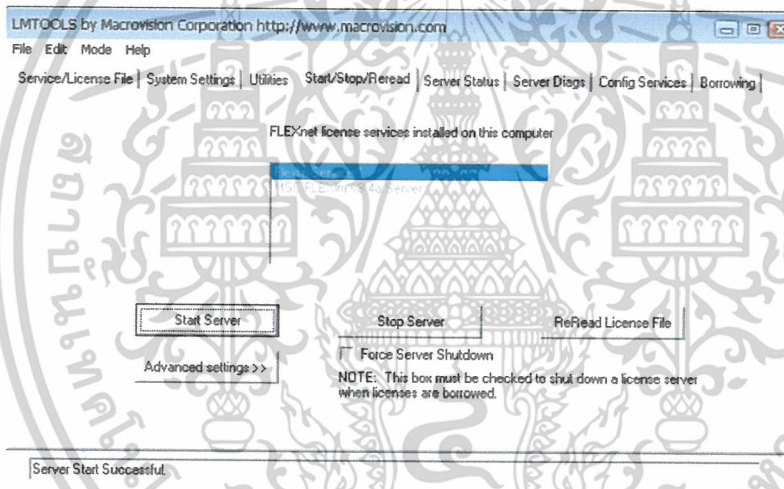 LMTOOLS by Macrovision Corporation http://www.macrovision.com
File Edit Mode Help
Service/License File System Settings Utilities Start/Stop/Reread Server Status Server Diags Config Services Borrowing
FLEXnet license services installed on this computer
Server
Start Server
Stop Server
ReRead License File
Advanced settings >>
Force Server Shutdown
NOTE: This box must be checked to shut down a license server
when licenses are borrowed.
Server Start Successful.